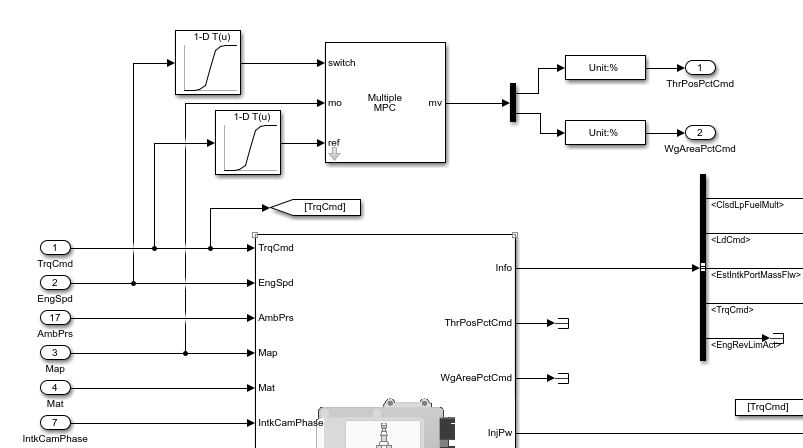 1-D T(u)
switch
Unit:%
1
ThrPosPctCmd
mo
Multiple
MPC
mv
1-D T(u)
ref
Unit:%
2
WgAreaPctCmd
[TrqCmd]
<ClsdLpFuelMult>
<LdCmd>
<EstIntkPortMassFlw>
<TrqCmd>
<EngRevLimAct>
1
TrqCmd
TrqCmd
2
EngSpd
EngSpd
Info
17
AmbPrs
AmbPrs
ThrPosPctCmd
3
Map
Map
4
Mat
Mat
WgAreaPctCmd
7
IntkCamPhase
IntkCamPhase
InjPw
[TrqCmd]